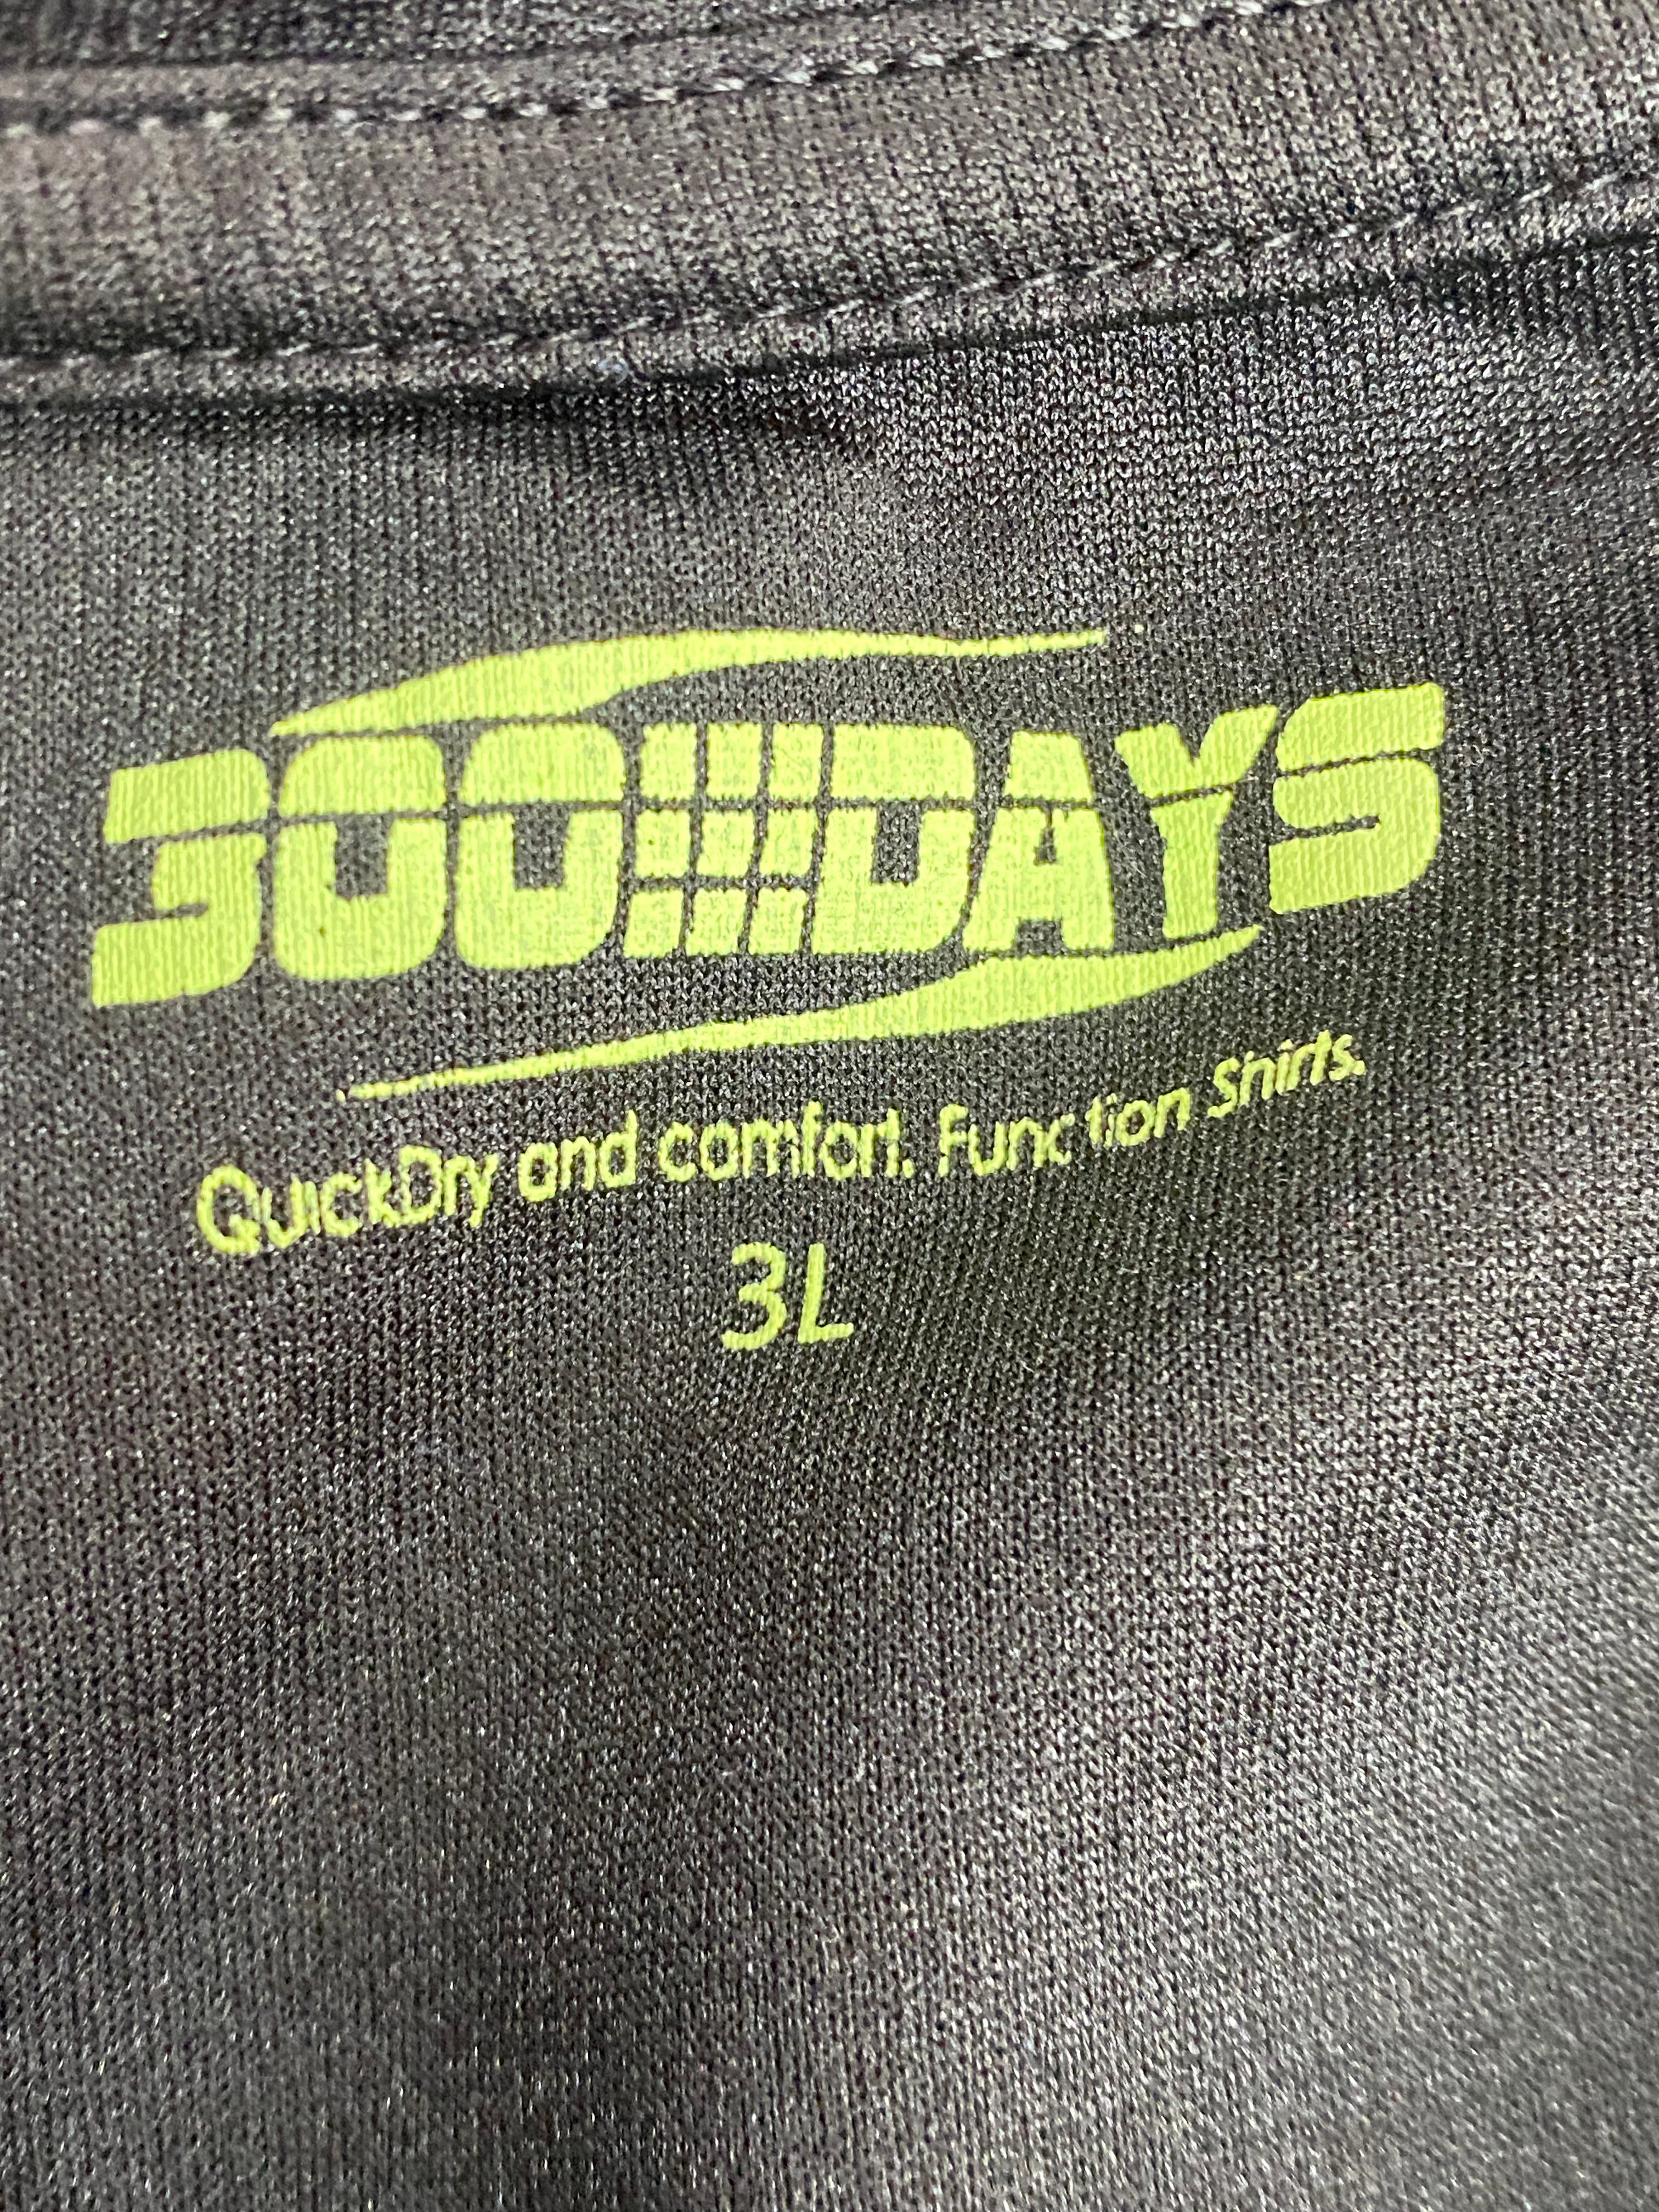 300DAYS
QuickDry and comfort. Function Shirts.
3L